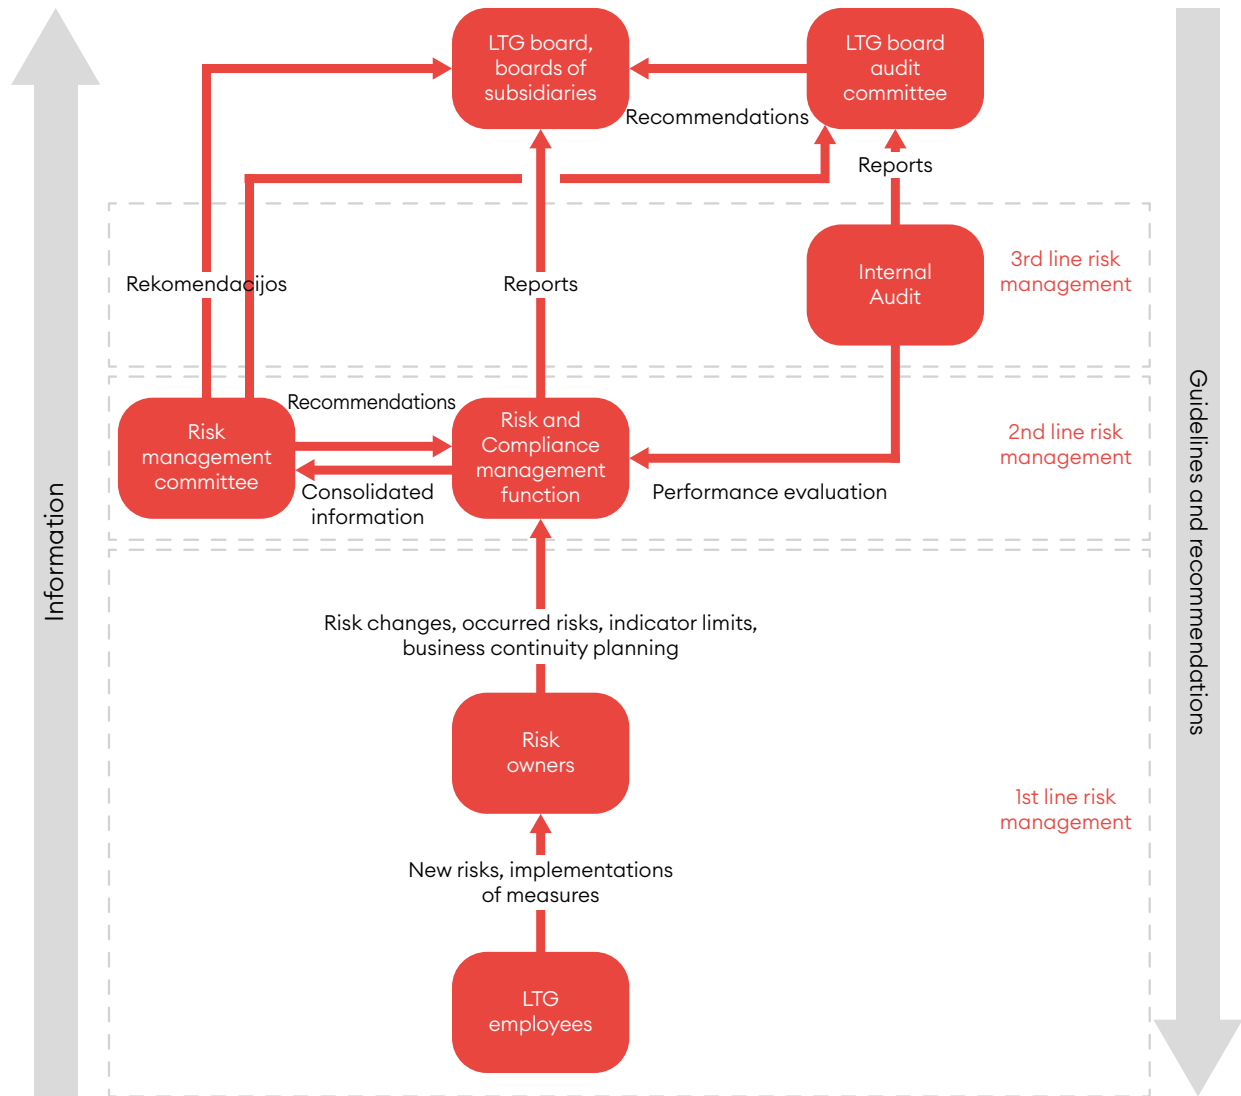 LTG board,
boards of
subsidiaries
LTG board
audit
committee
Recommendations
Reports
Internal
Audit
3rd line risk
management
Rekomendacijos
Reports
Recommendations
Risk
management
committee
Risk and
Compliance
management
function
2nd line risk
management
Consolidated
information
Performance evaluation
Information
Guidelines and recommendations
Risk changes, occurred risks, indicator limits,
business continuity planning
Risk
owners
1st line risk
management
New risks, implementations
of measures
LTG
employees